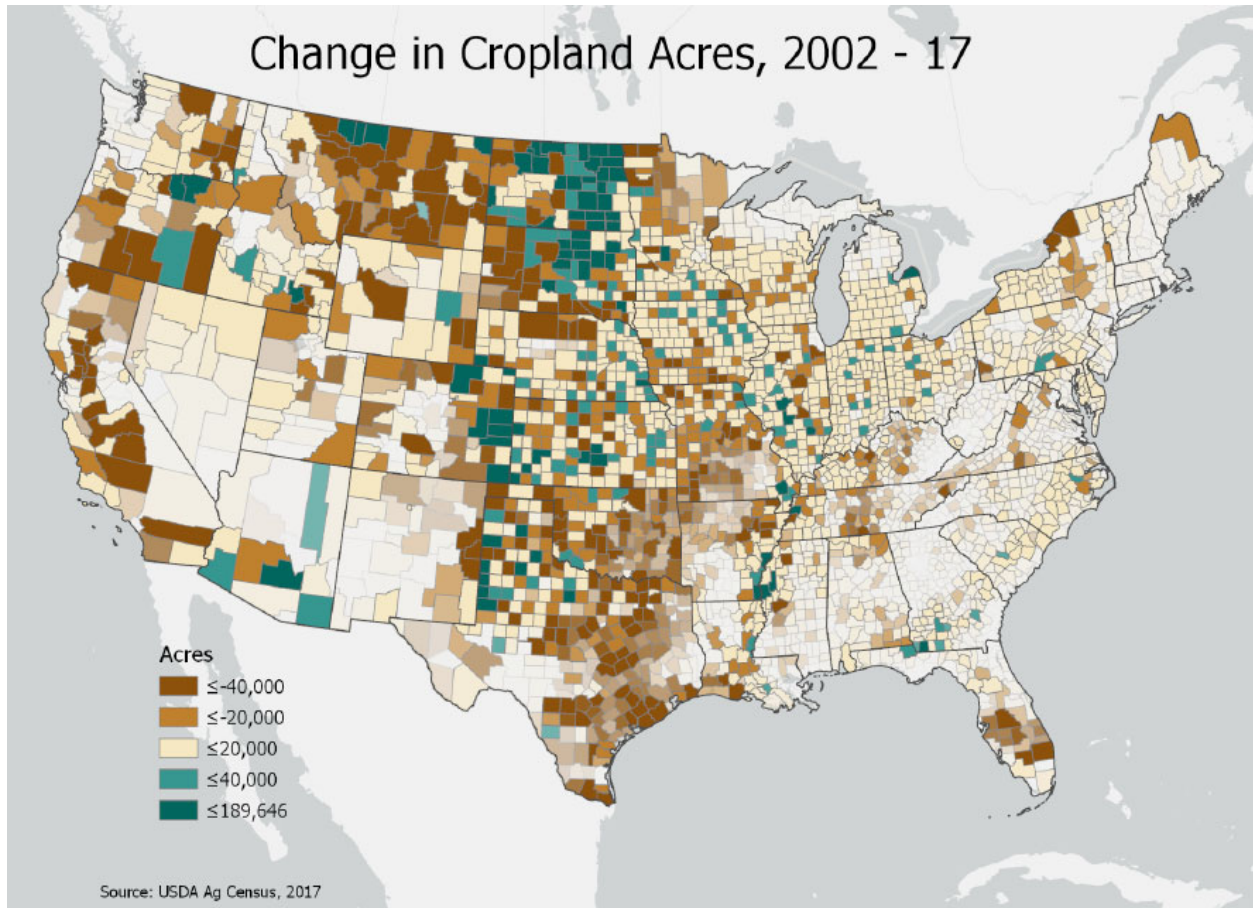 Change in Cropland Acres, 2002 - 17
Acres
≤-40,000
≤-20,000
≤20,000
≤40,000
≤189,646
Source: USDA Ag Census, 2017